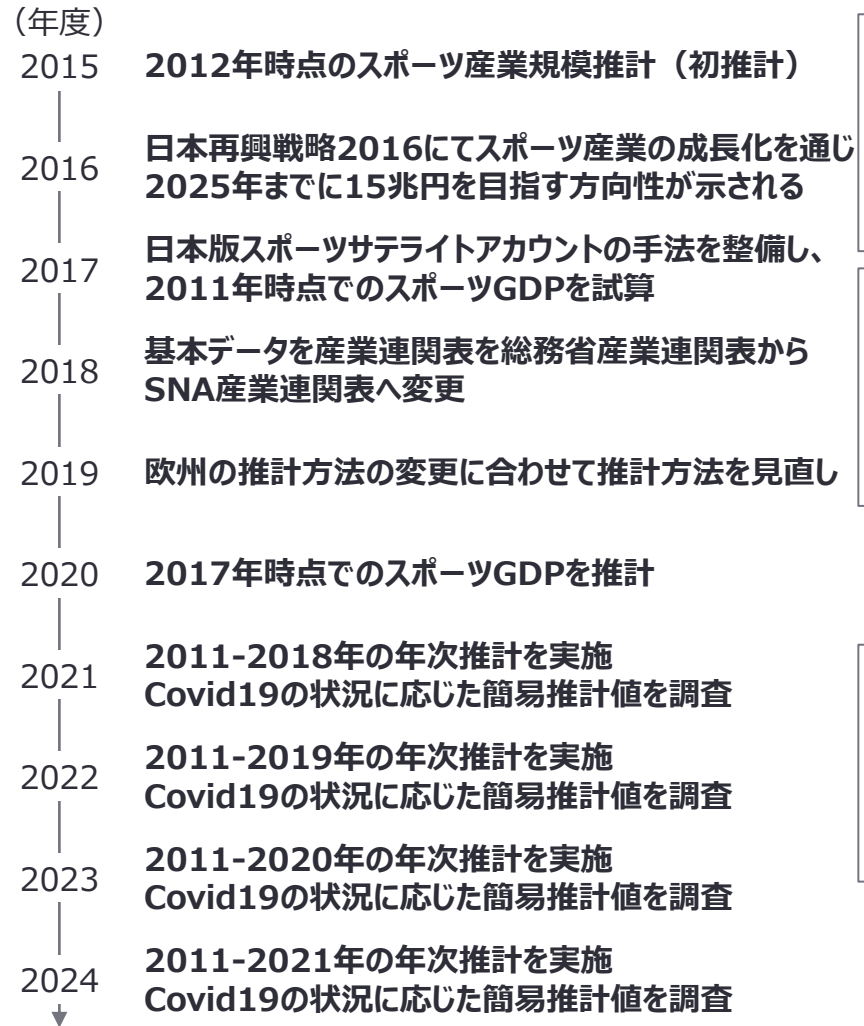 （年度）
2015
2012年時点のスポーツ産業規模推計（初推計）
2016
日本再興戦略2016にてスポーツ産業の成長化を通じ
2025年までに15兆円を目指す方向性が示される
2017
日本版スポーツサテライトアカウントの手法を整備し、
2011年時点でのスポーツGDPを試算
2018
基本データを産業連関表を総務省産業連関表から
SNA産業連関表へ変更
2019
欧州の推計方法の変更に合わせて推計方法を見直し
2020
2017年時点でのスポーツGDPを推計
2021
2011-2018年の年次推計を実施
Covid19の状況に応じた簡易推計値を調査
2022
2011-2019年の年次推計を実施
Covid19の状況に応じた簡易推計値を調査
2023
2011-2020年の年次推計を実施
Covid19の状況に応じた簡易推計値を調査
2024
2011-2021年の年次推計を実施
Covid19の状況に応じた簡易推計値を調査